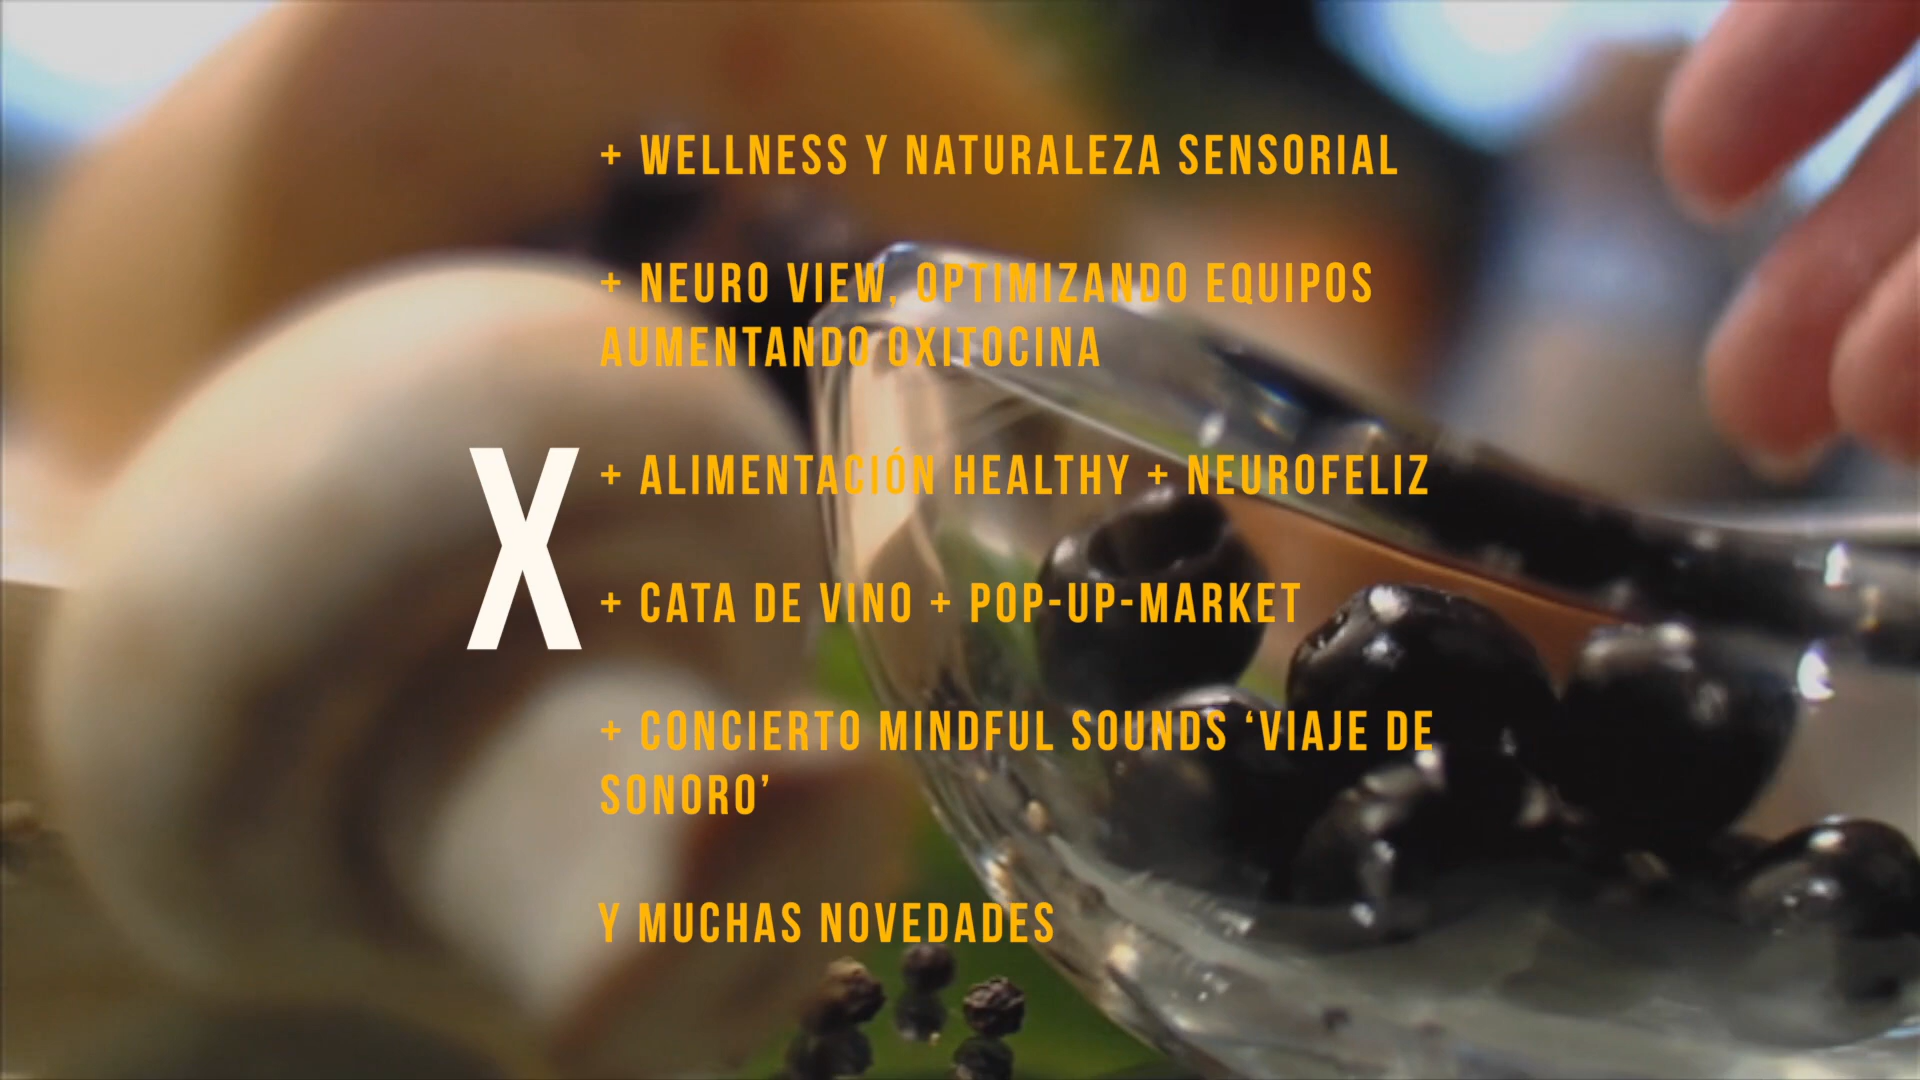 + WELLNESS Y NATURALEZA SENSORIAL
+ NEURO VIEW, OPTIMIZANDO EQUIPOS
AUMENTANDO OXITOCINA
X
+ ALIMENTACIÓN HEALTHY + NEUROFELIZ
+ CATA DE VINO + POP-UP-MARKET
+ CONCIERTO MINDFUL SOUNDS ‘VIAJE DE
SONORO’
Y MUCHAS NOVEDADES